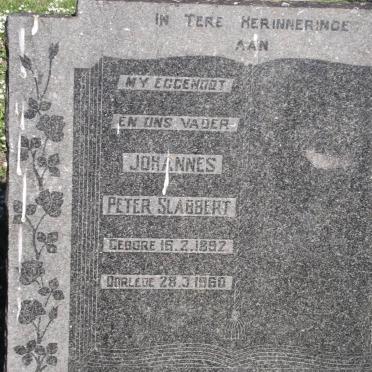 IN TERE HERINNERINGE
AAN
MY EGGENOOT
EN ONS VADER
JOHANNES
PETER SLABBERT
GEBORE 16.2.1892
OORLEDE 28.3.1960